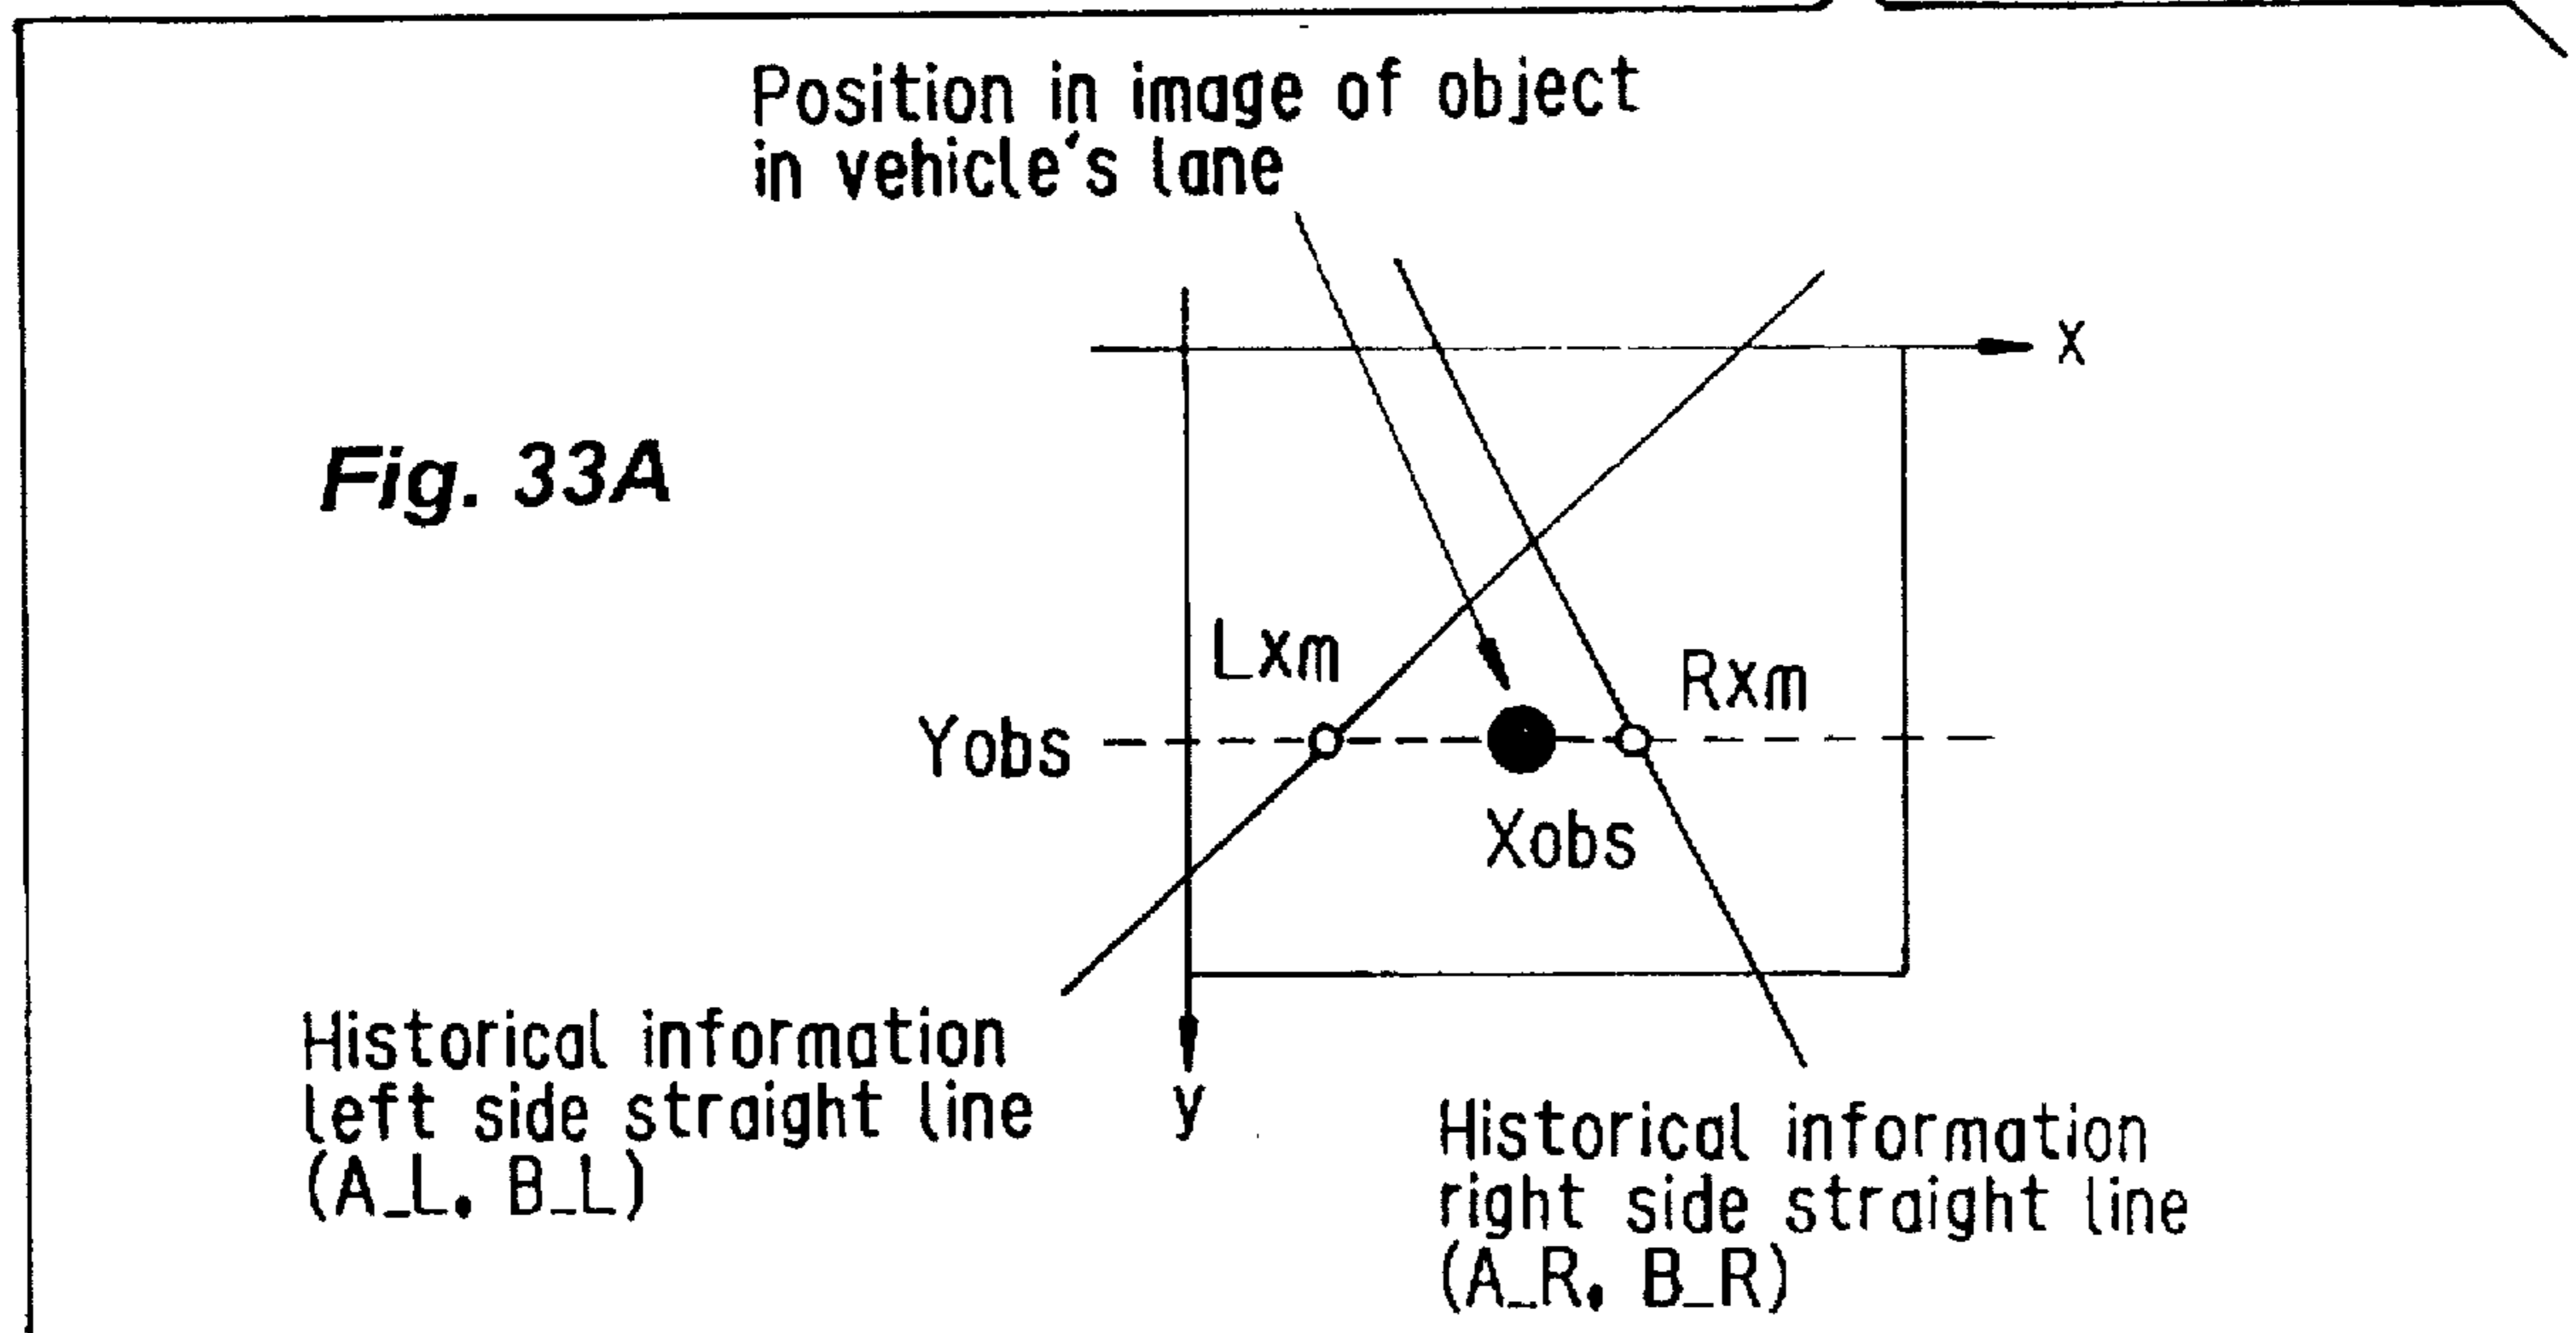 Position in image of object
in vehicle's lane
x
Fig. 33A
Lxm
Rxm
Yobs
Xobs
Historical information
left side straight line
(A_L, B_L)
y
Historical information
right side straight line
(A_R, B_R)